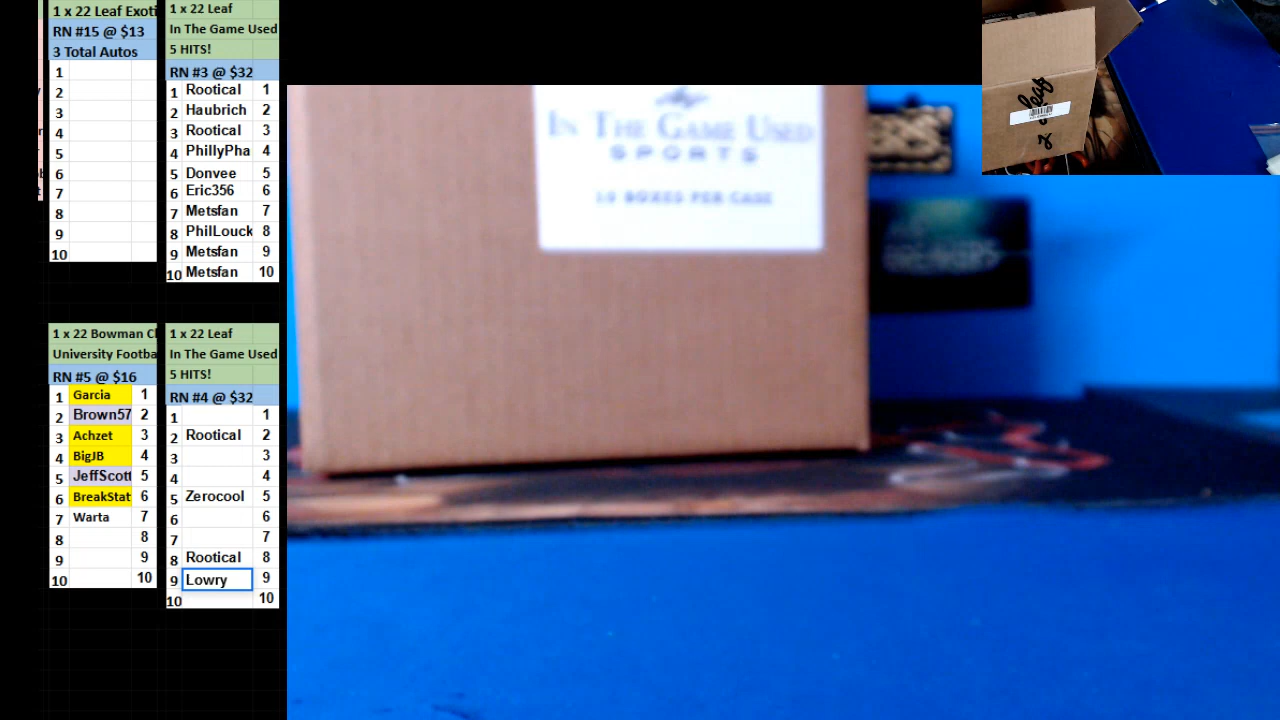 1 x 22 Leaf Exoti
RN #15 @ $13
3 Total Autos
1
2
3
4
5
6
7
8
9
10
1 x 22 Leaf
In The Game Used
5 HITS!
RN #3 @ $32
1 Rootical 1
2 Haubrich 2
3 Rootical 3
4 PhillyPha 4
5 Donvee 5
6 Eric356 6
7 Metsfan 7
8 PhilLouck 8
9 Metsfan 9
10 Metsfan 10
1 x 22 Bowman C
University Footba
RN #5 @ $16
1 Garcia 1
2 Brown57 2
3 Achzet 3
4 BigJB 4
5 JeffScott 5
6 BreakStat 6
7 Warta 7
8 8
9 9
10 10
1 x 22 Leaf
In The Game Used
5 HITS!
RN #4 @ $32
1 1
2 Rootical 2
3 3
4 4
5 Zerocool 5
6 6
7 7
8 Rootical 8
9 Lowry 9
10 10
IN THE GAME USED
SPORTS
10 BOXES PER CASE
leaf